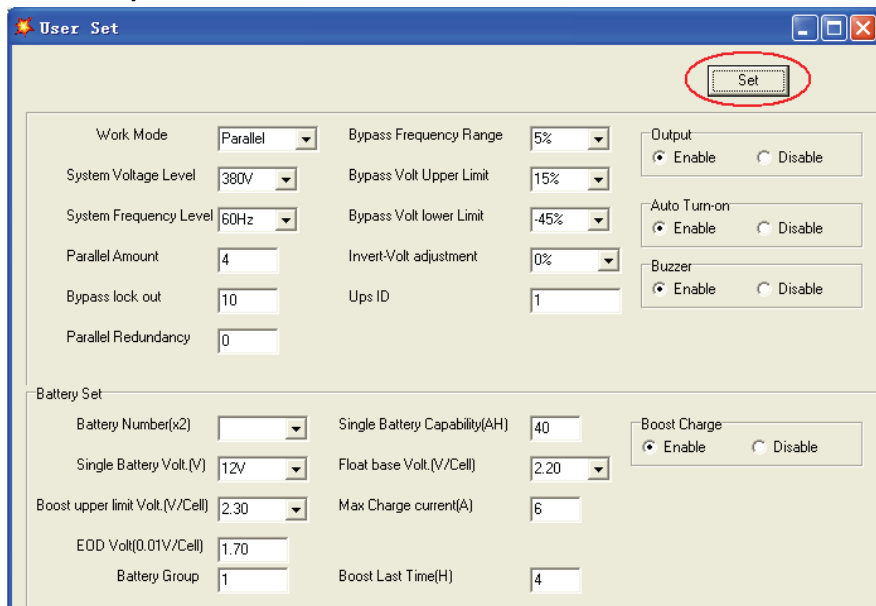 User Set
Set
Work Mode Parallel Bypass Frequency Range 5% Output
Enable Disable
System Voltage Level 380V Bypass Volt Upper Limit 15%
Auto Turn-on
System Frequency Level 60Hz Bypass Volt lower Limit -45% Enable Disable
Parallel Amount 4 Invert-Volt adjustment 0%
Buzzer
Bypass lock out 10 Ups ID 1 Enable Disable
Parallel Redundancy 0
Battery Set
Battery Number(x2) Single Battery Capability(AH) 40 Boost Charge
Enable Disable
Single Battery Volt.(V) 12V Float base Volt.(V/Cell) 2.20
Boost upper limit Volt.(V/Cell) 2.30 Max Charge current(A) 6
EOD Volt(0.01V/Cell) 1.70
Battery Group 1 Boost Last Time(H) 4